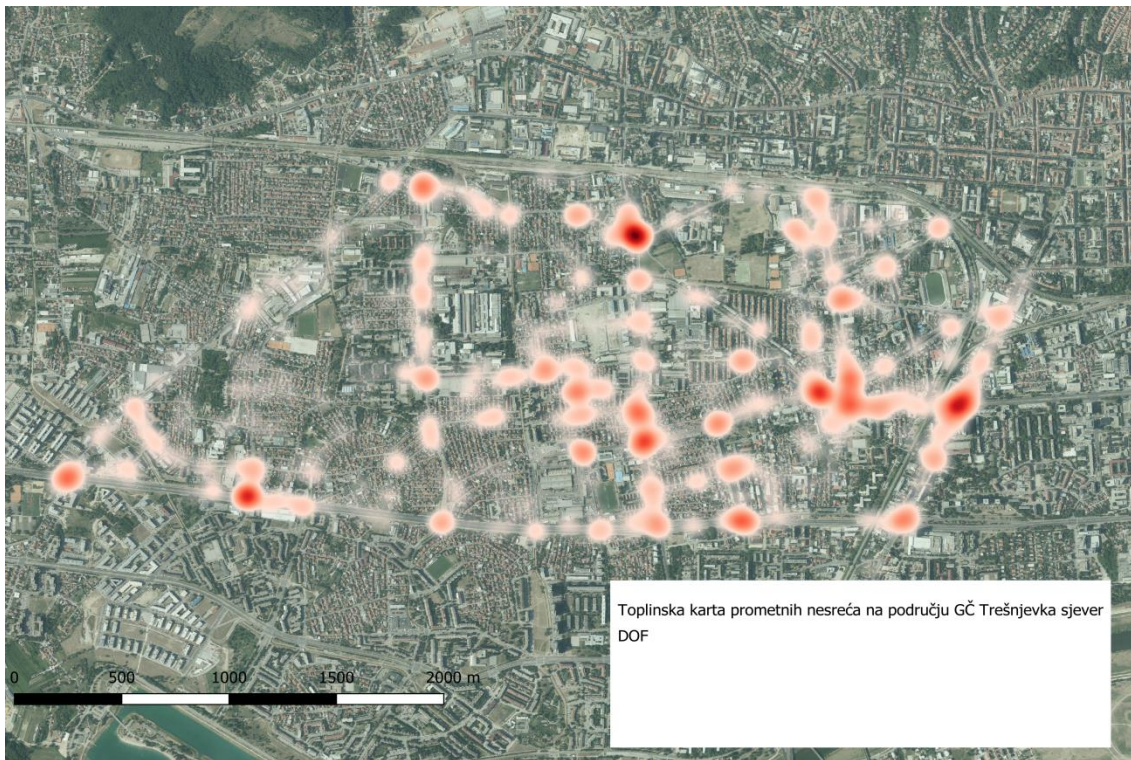 0 500 1000 1500 2000 m
Toplinska karta prometnih nesreća na području GČ Trešnjevka sjever
DOF